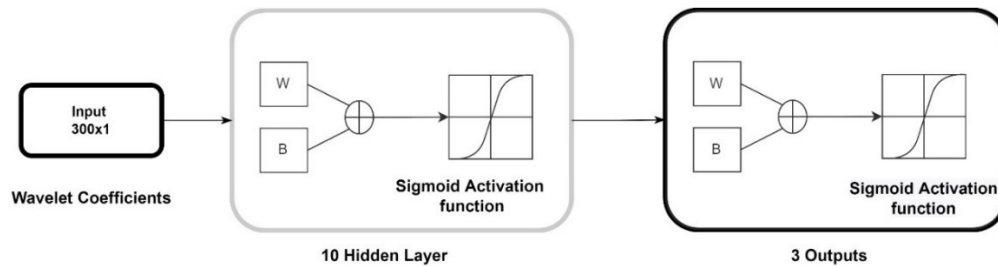 Input
300x1
Wavelet Coefficients
W
B
Sigmoid Activation
function
10 Hidden Layer
W
B
Sigmoid Activation
function
3 Outputs